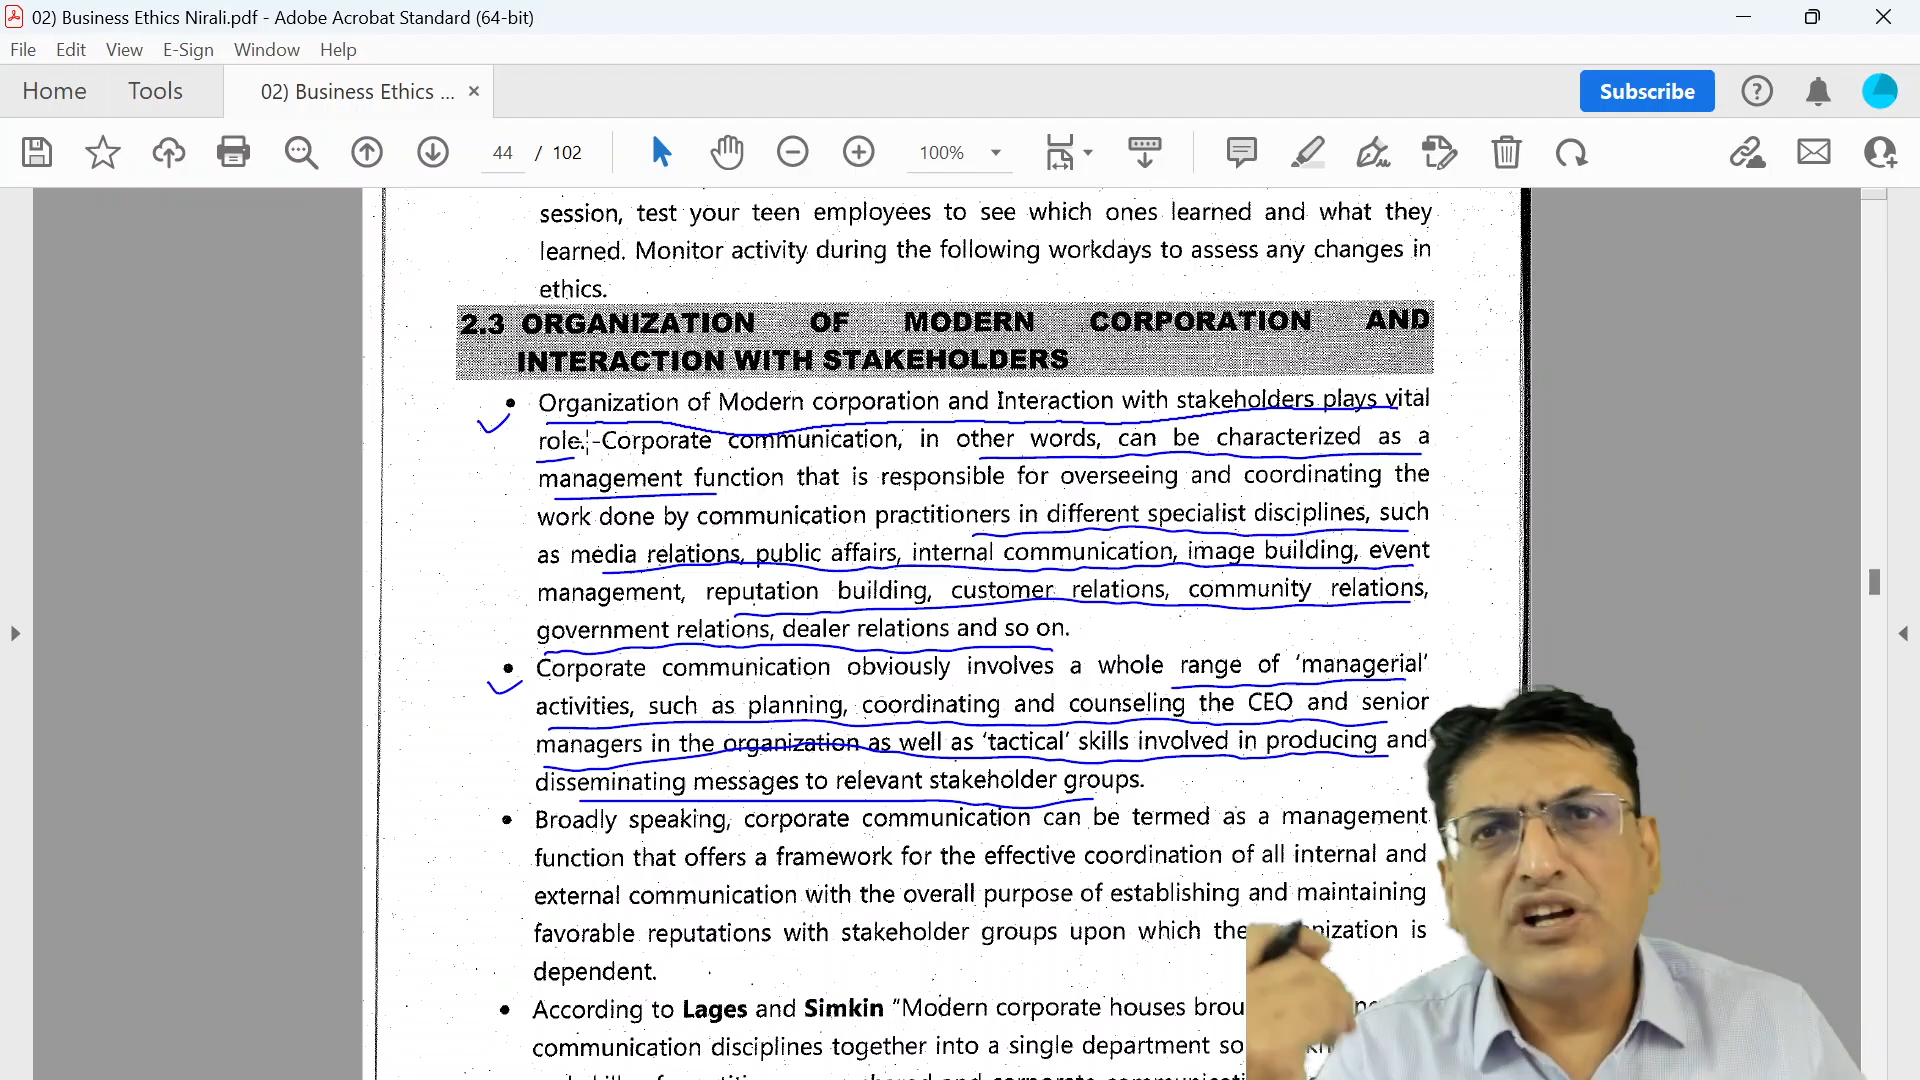 02) Business Ethics Nirali.pdf - Adobe Acrobat Standard (64-bit)
File Edit View E-Sign Window Help
Home Tools 02) Business Ethics ... × Subscribe
44 / 102 100%
session, test your teen employees to see which ones learned and what they
learned. Monitor activity during the following workdays to assess any changes in
ethics.
2.3 ORGANIZATION OF MODERN CORPORATION AND
INTERACTION WITH STAKEHOLDERS
• Organization of Modern corporation and Interaction with stakeholders plays vital
role.-Corporate communication, in other words, can be characterized as a
management function that is responsible for overseeing and coordinating the
work done by communication practitioners in different specialist disciplines, such
as media relations, public affairs, internal communication, image building, event
management, reputation building, customer relations, community relations,
government relations, dealer relations and so on.
• Corporate communication obviously involves a whole range of ‘managerial’
activities, such as planning, coordinating and counseling the CEO and senior
managers in the organization as well as ‘tactical’ skills involved in producing and
disseminating messages to relevant stakeholder groups.
• Broadly speaking, corporate communication can be termed as a management
function that offers a framework for the effective coordination of all internal and
external communication with the overall purpose of establishing and maintaining
favorable reputations with stakeholder groups upon which the is
dependent.
• According to Lages and Simkin "Modern corporate houses
communication disciplines together into a single department